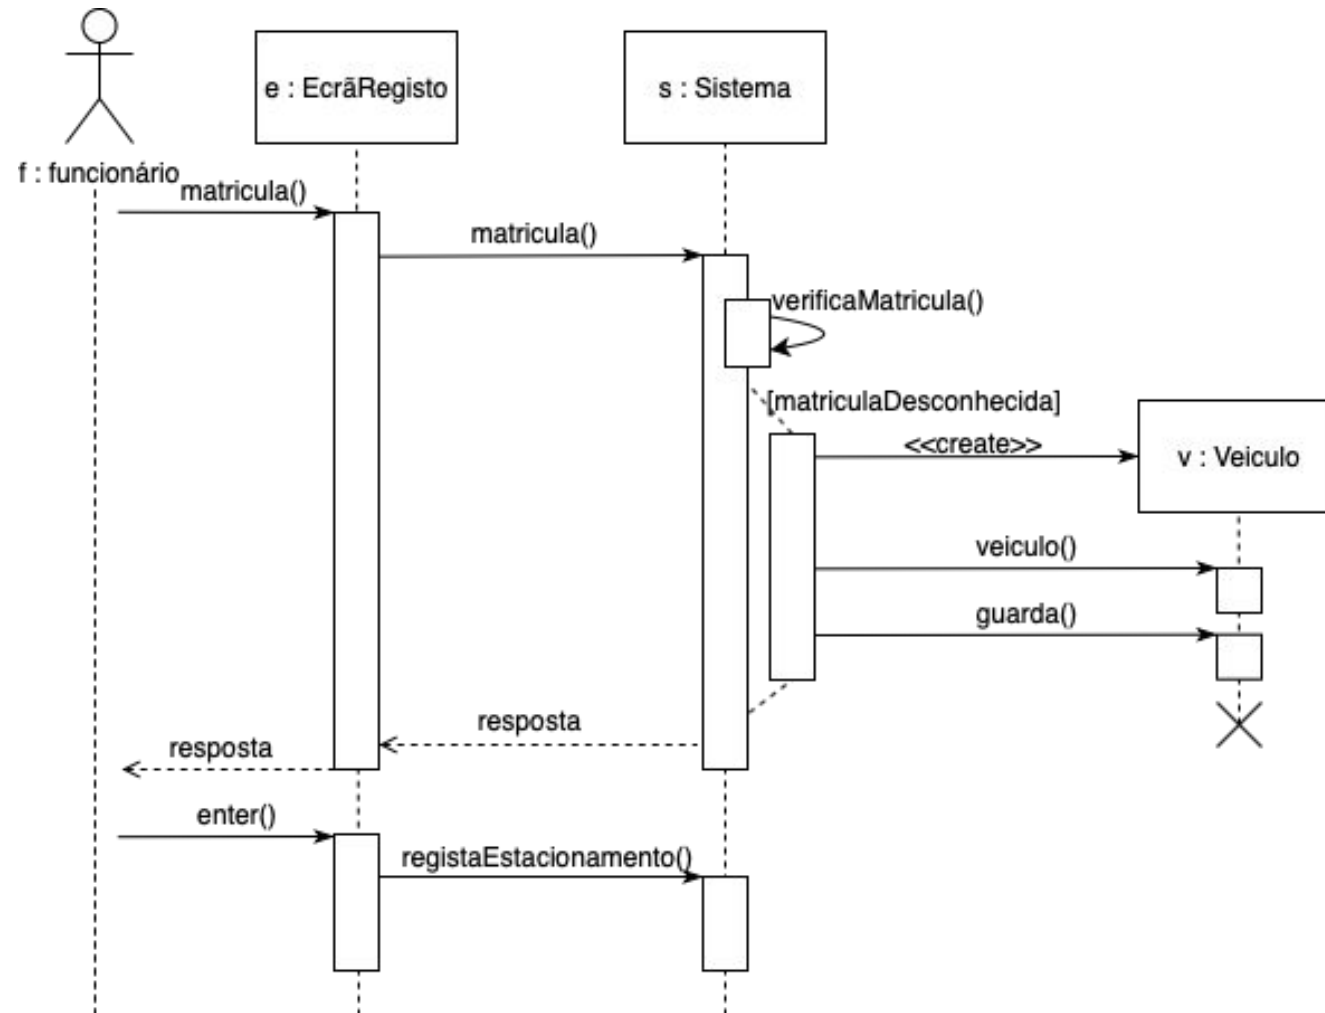 e : EcrãRegisto
s : Sistema
f : funcionário
matricula()
matricula()
verificaMatricula()
[matriculaDesconhecida]
<<create>>
v : Veiculo
veiculo()
guarda()
resposta
resposta
enter()
registaEstacionamento()